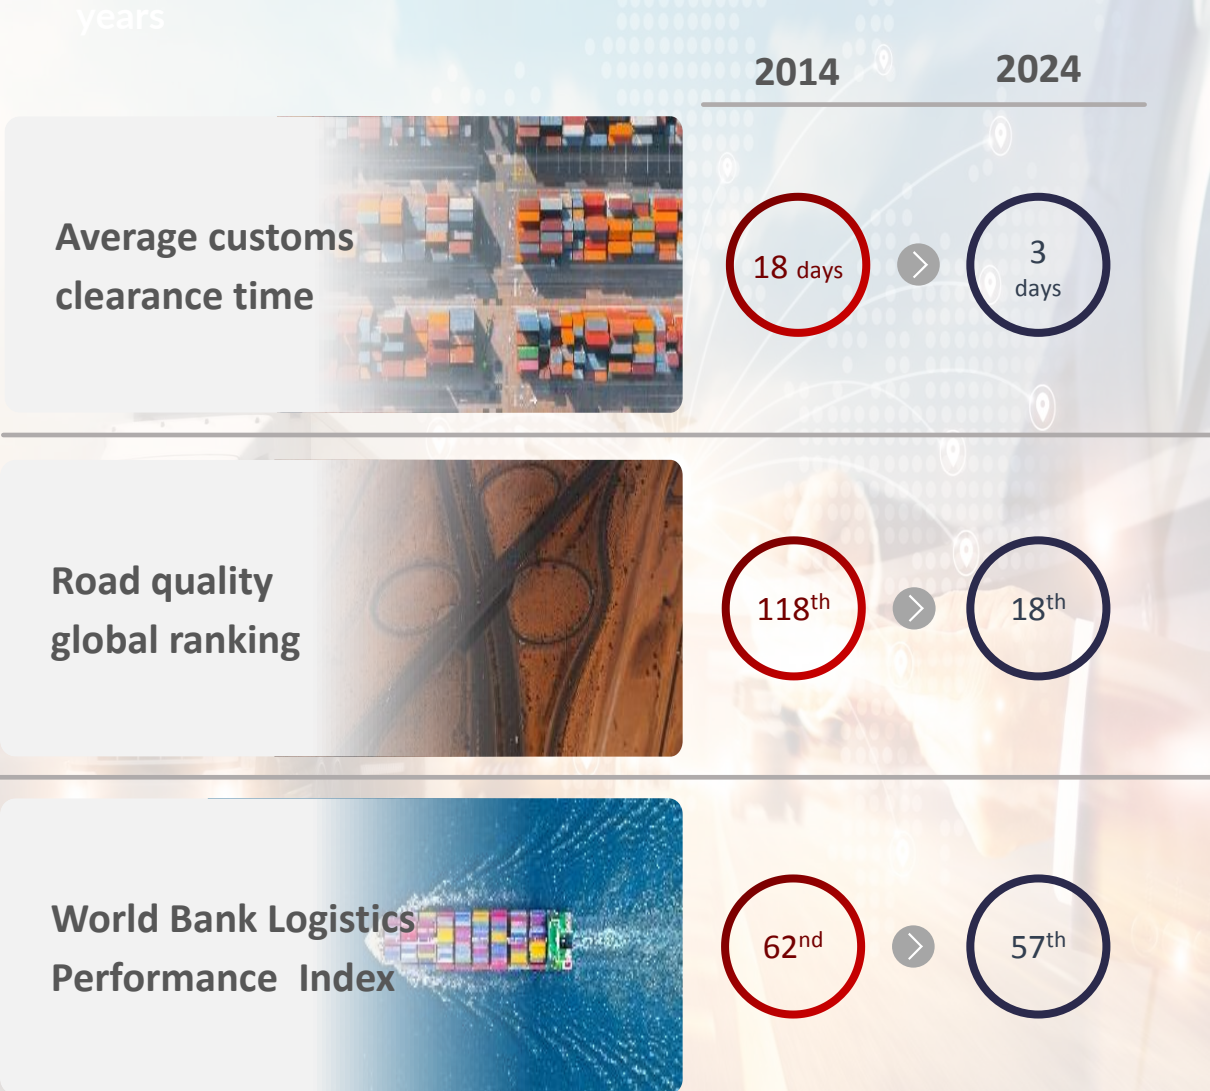 years
2014 2024
Average customs
clearance time
18 days
3
days
Road quality
global ranking
118th
18th
World Bank Logistics
Performance Index
62nd
57th